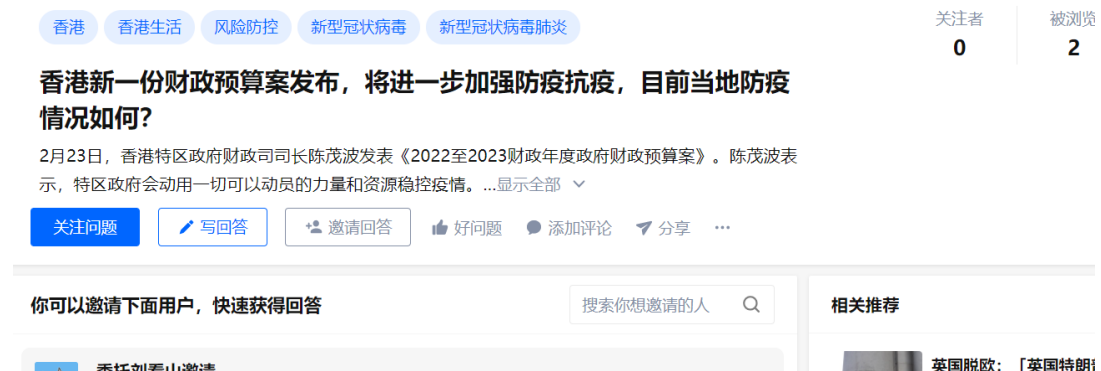 香港 香港生活 风险防控 新型冠状病毒 新型冠状病毒肺炎
关注者 被浏览
0 2
香港新一份财政预算案发布，将进一步加强防疫抗疫，目前当地防疫
情况如何？
2月23日，香港特区政府财政司司长陈茂波发表《2022至2023财政年度政府财政预算案》。陈茂波表
示，特区政府会动用一切可以动员的力量和资源稳控疫情。...显示全部
关注问题 写回答 邀请回答 好问题 添加评论 分享 ...
你可以邀请下面用户，快速获得回答 搜索你想邀请的人
相关推荐
委托刘看山邀请
英国脱欧：「英国特朗普